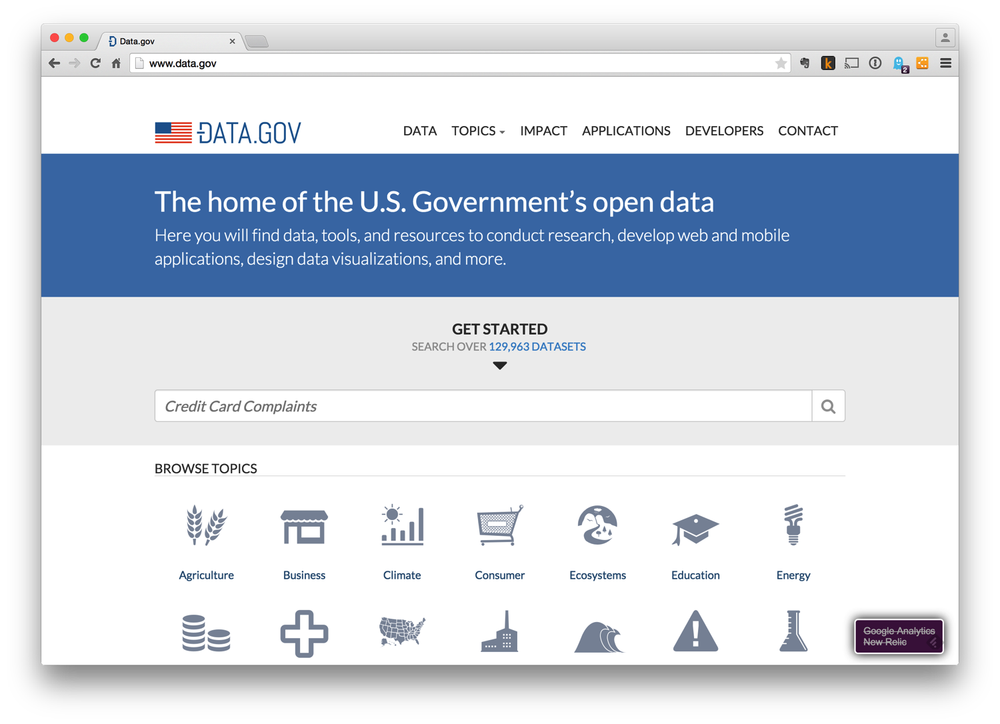 Data.gov
www.data.gov
2
DATA.GOV
DATA TOPICS IMPACT APPLICATIONS DEVELOPERS CONTACT
The home of the U.S. Government’s open data
Here you will find data, tools, and resources to conduct research, develop web and mobile
applications, design data visualizations, and more.
GET STARTED
SEARCH OVER 129,963 DATASETS
Credit Card Complaints
BROWSE TOPICS
Agriculture Business Climate Consumer Ecosystems Education Energy
Google Analytics
New Relic